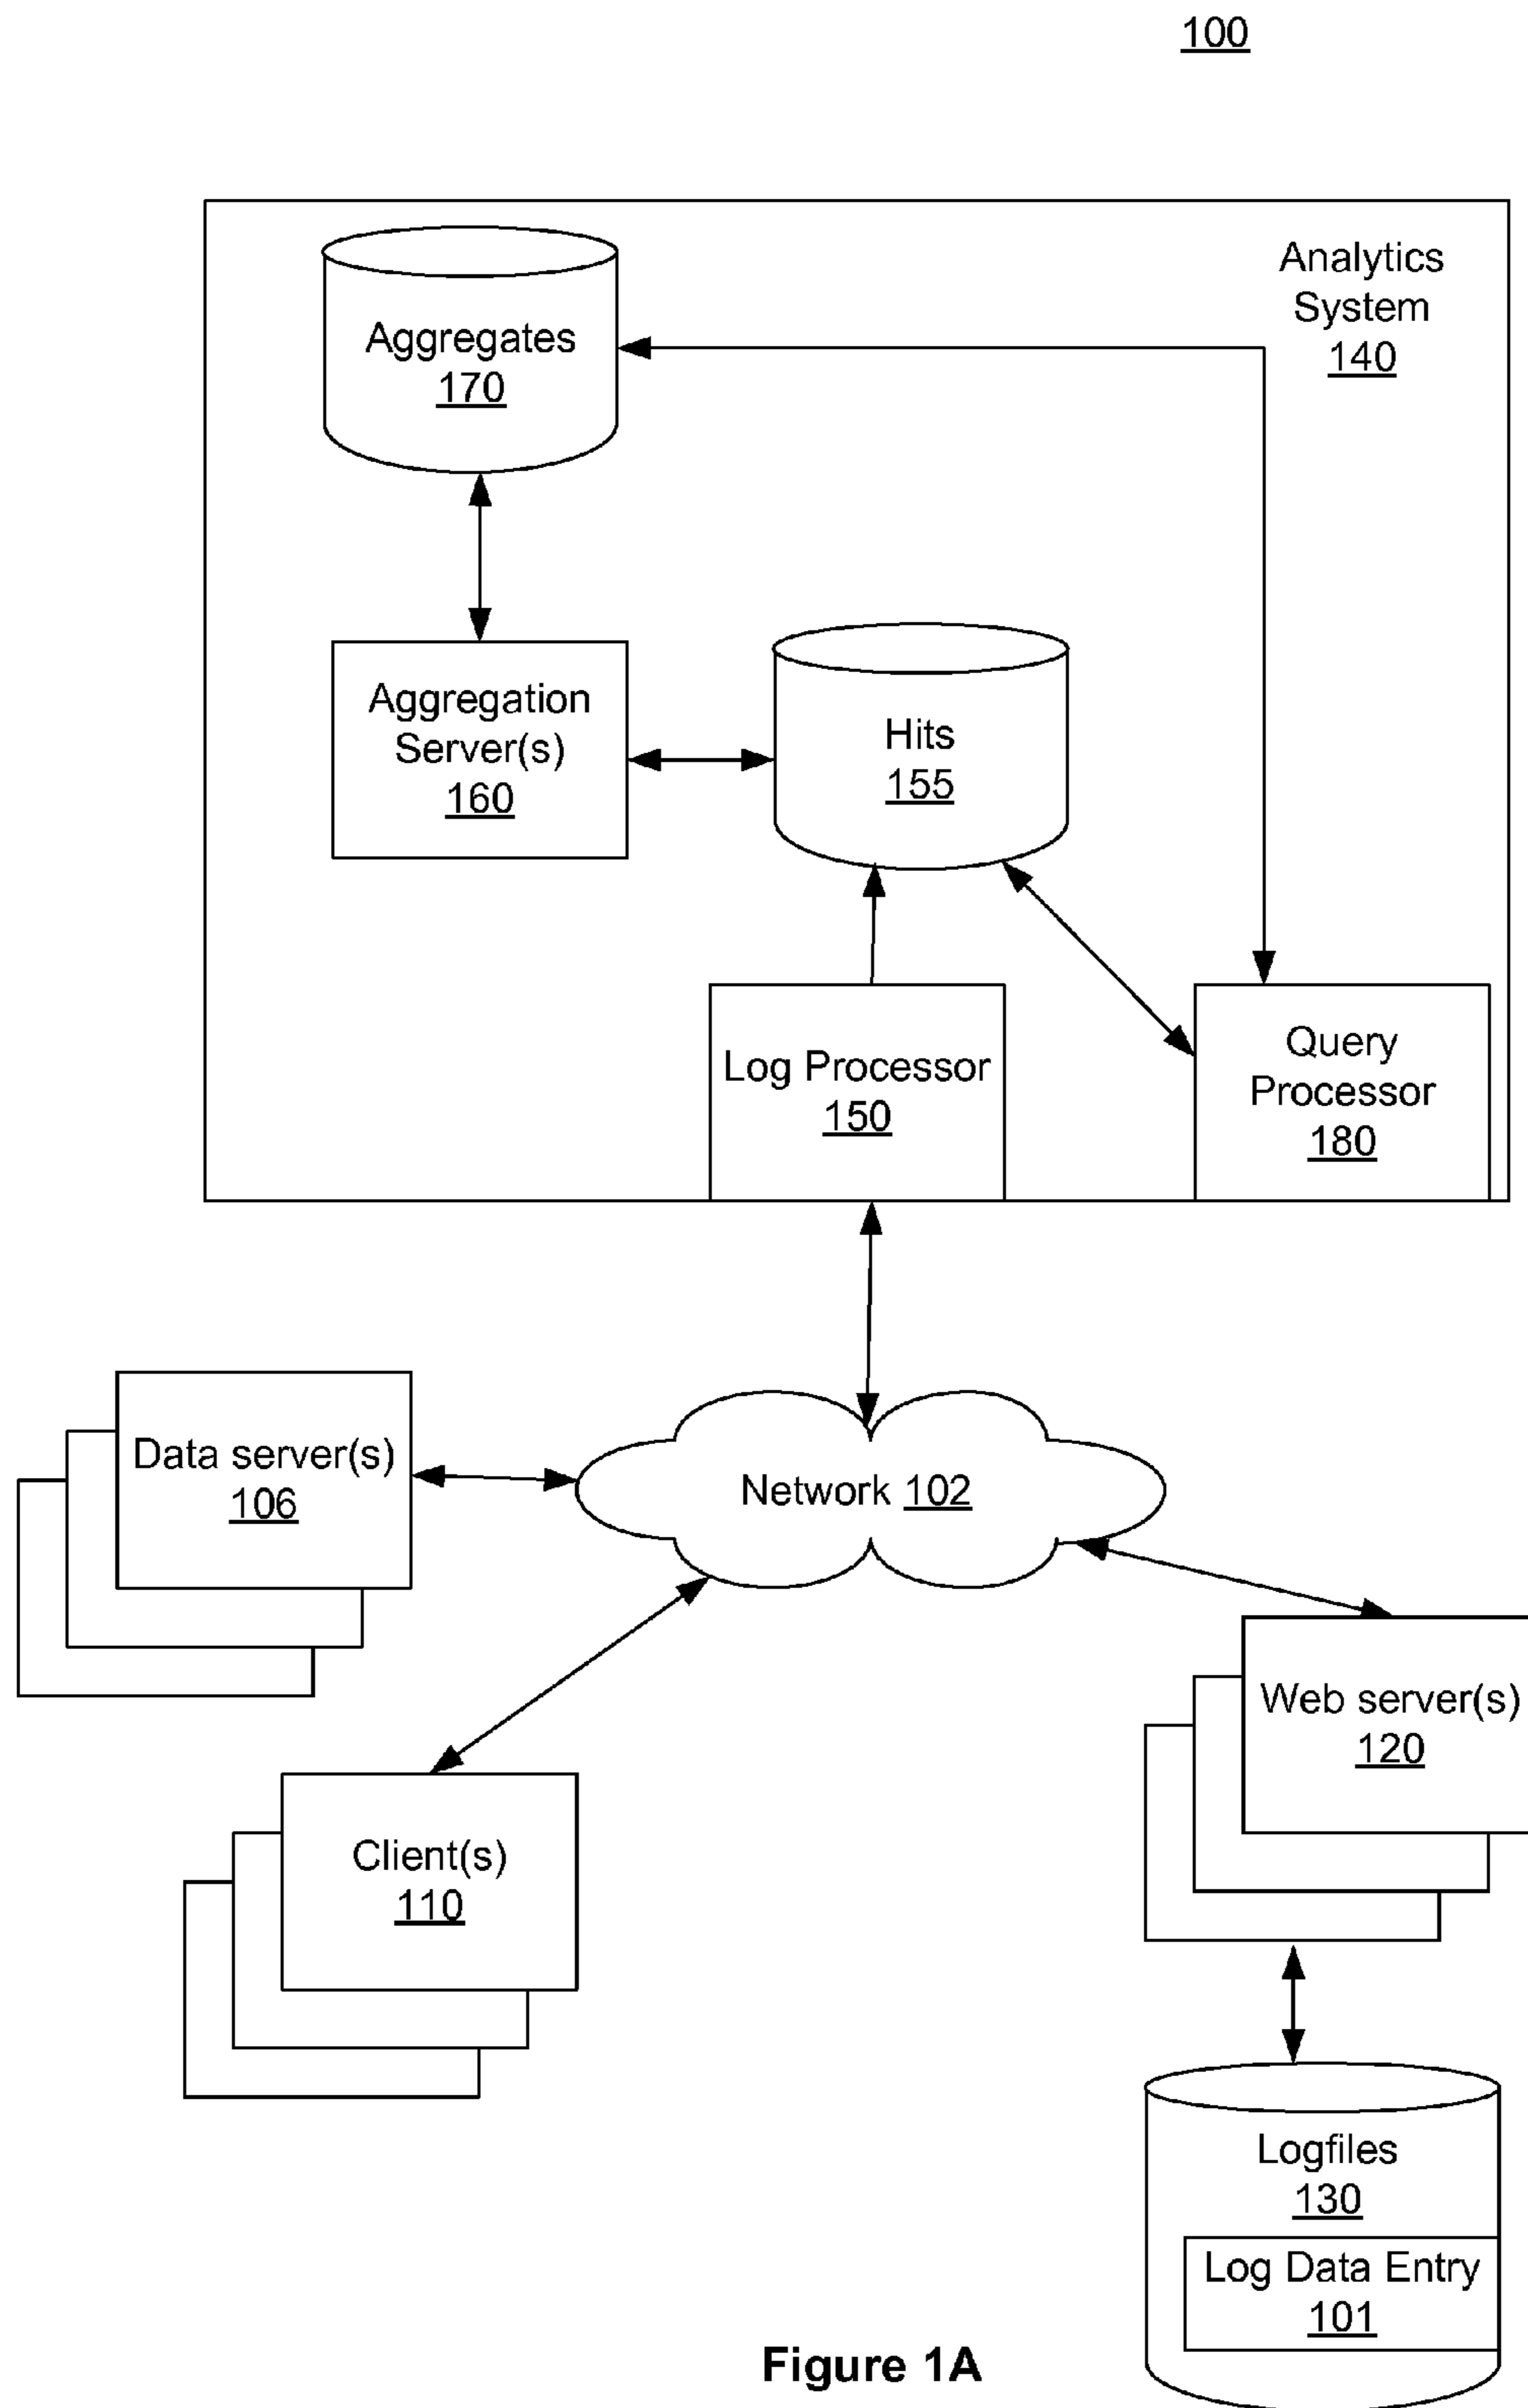 100
Analytics
System
140
Aggregates
170
Aggregation
Server(s)
160
Hits
155
Log Processor
150
Query
Processor
180
Data server(s)
106
Network 102
Web server(s)
120
Client(s)
110
Logfiles
130
Log Data Entry
101
Figure 1A